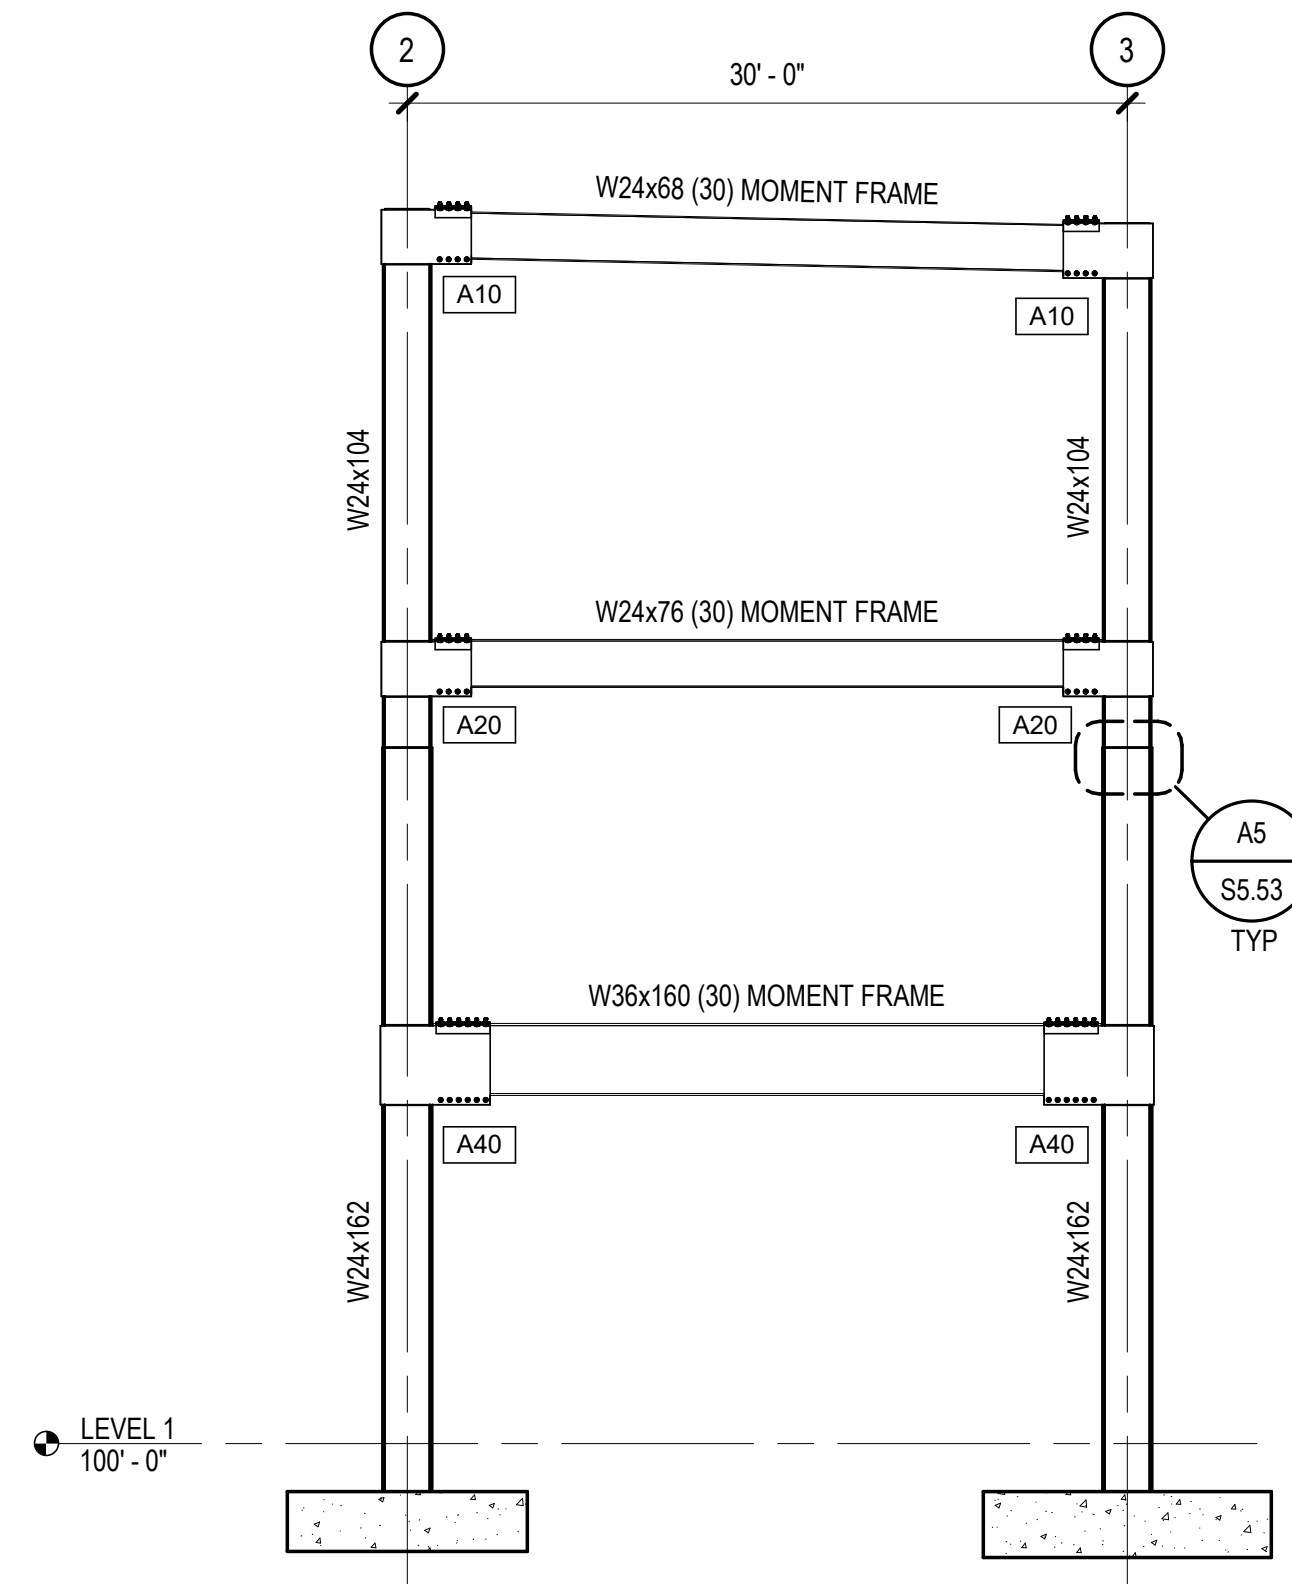 2
3
30' - 0"
W24x68 (30) MOMENT FRAME
A10
A10
W24x104
W24x104
W24x76 (30) MOMENT FRAME
A20
A20
A5
S5.53
TYP
W36x160 (30) MOMENT FRAME
A40
A40
W24x162
W24x162
LEVEL 1
100' - 0"